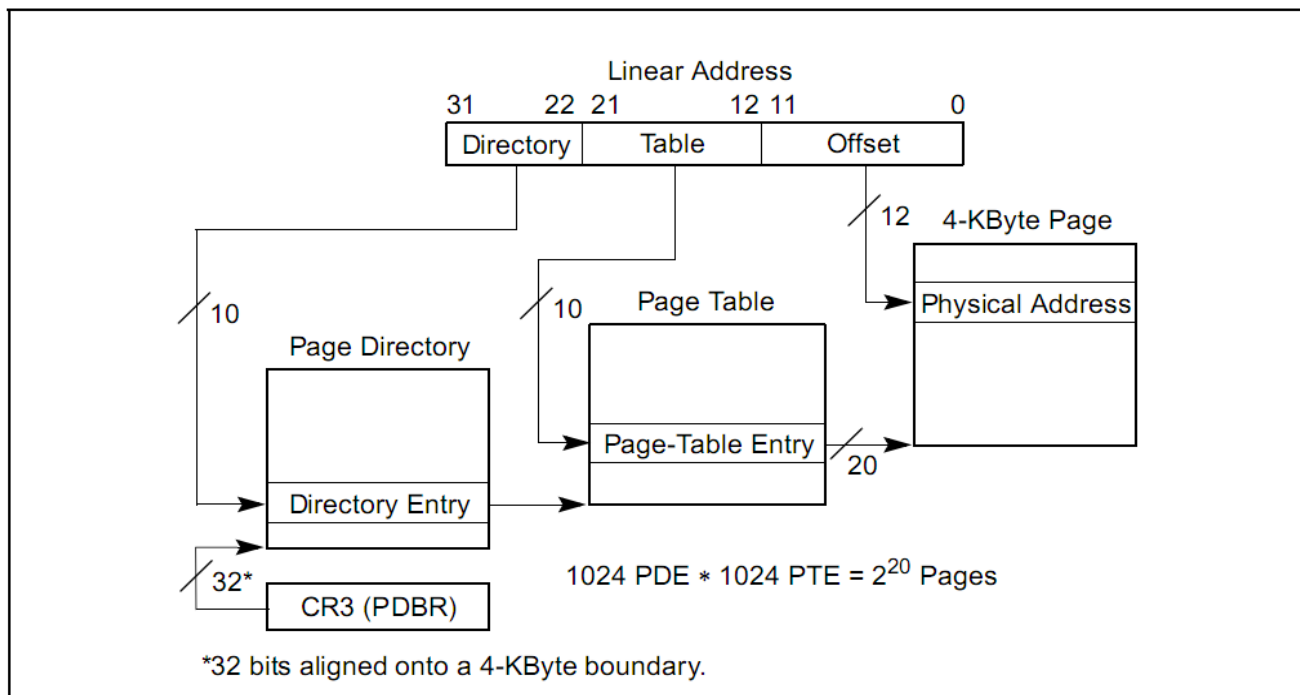 Linear Address
31 22 21 12 11 0
Directory Table Offset
12
4-KByte Page
Physical Address
10
10
Page Table
Page Directory
Page-Table Entry
20
Directory Entry
32*
CR3 (PDBR)
1024 PDE * 1024 PTE = 2²⁰ Pages
*32 bits aligned onto a 4-KByte boundary.